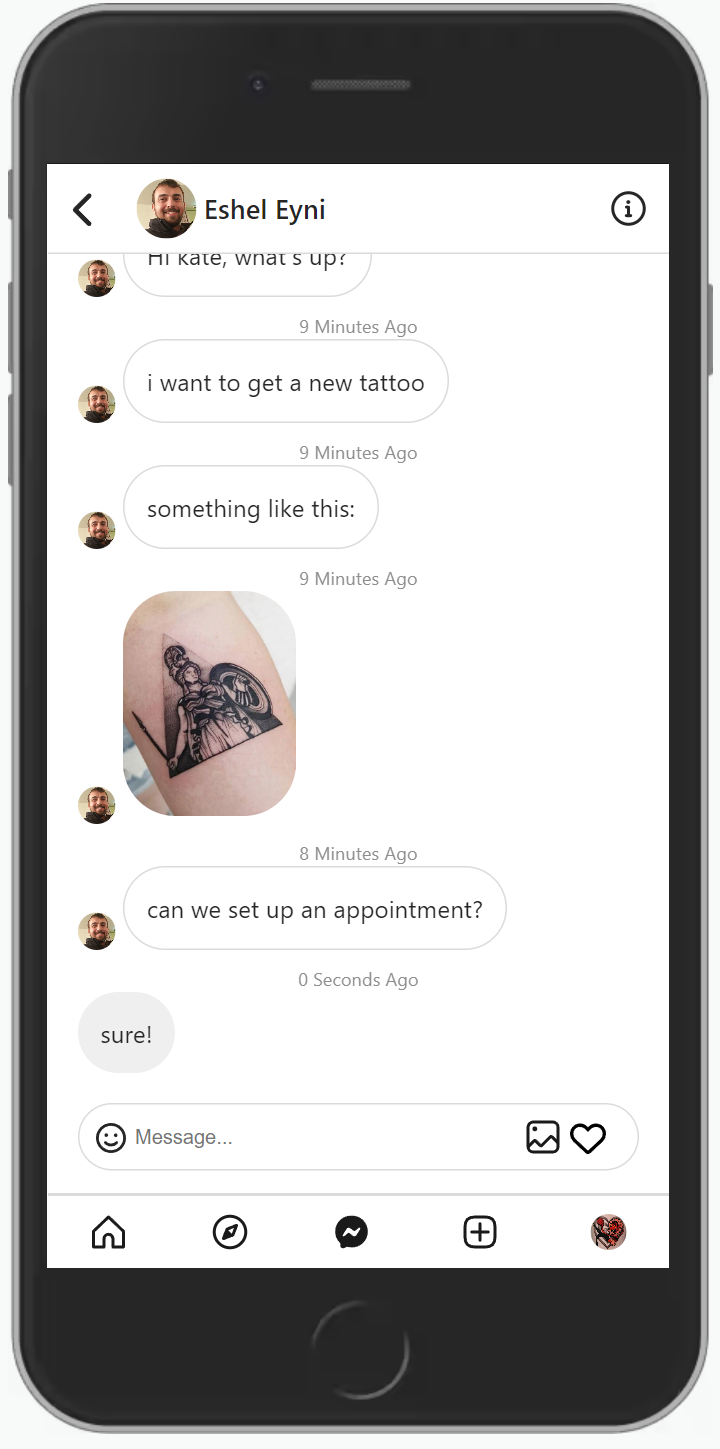 Eshel Eyni
Hi kate, what's up?
9 Minutes Ago
i want to get a new tattoo
9 Minutes Ago
something like this:
9 Minutes Ago
8 Minutes Ago
can we set up an appointment?
0 Seconds Ago
sure!
Message...